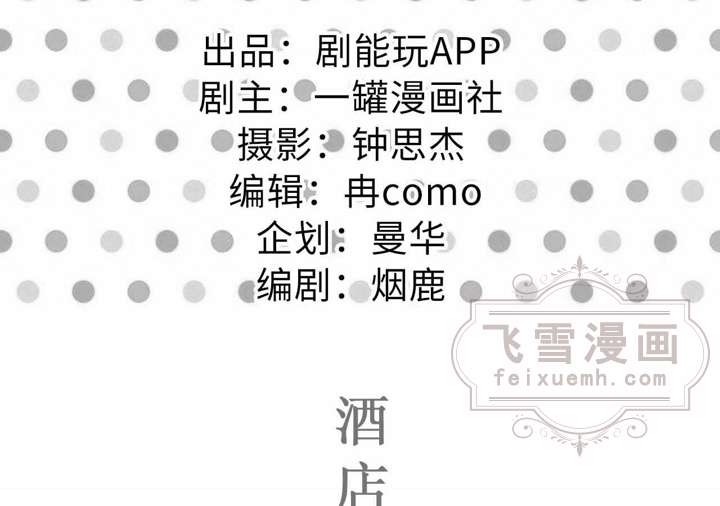 出品：剧能玩APP
剧主：一罐漫画社
摄影：钟思杰
编辑：冉como
企划：曼华
编剧：烟鹿
飞雪漫画
feixuemh.com
酒
店